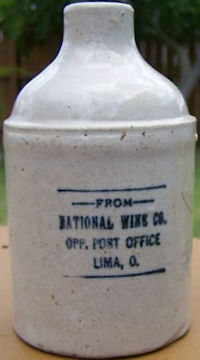 FROM
NATIONAL WINE CO.
OPP. POST OFFICE
LIMA, O.